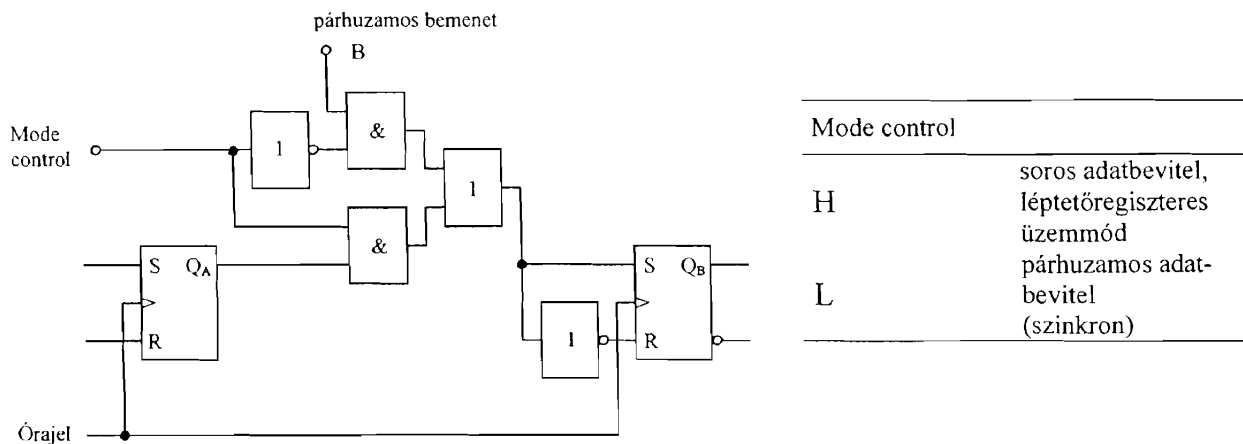 párhuzamos bemenet
B
Mode
control
1
&
1
&
S QA
R
S QB
1
R
Órajel
Mode control
H
soros adatbevitel,
léptetőregiszteres
üzemmód
L
párhuzamos adat-
bevitel
(szinkron)